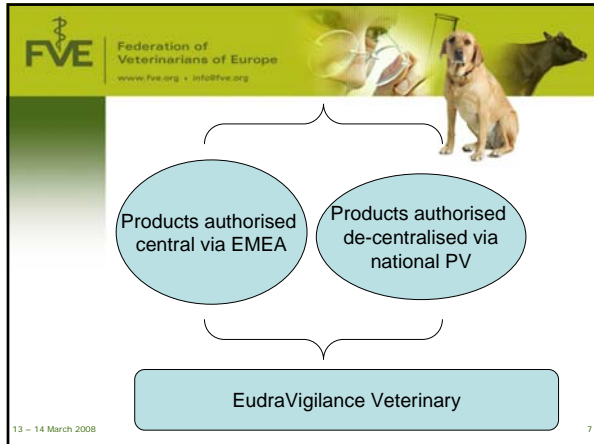 FVE
Federation of
Veterinarians of Europe
www.fve.org • info@fve.org
Products authorised
central via EMEA
Products authorised
de-centralised via
national PV
EudraVigilance Veterinary
13 – 14 March 2008
7